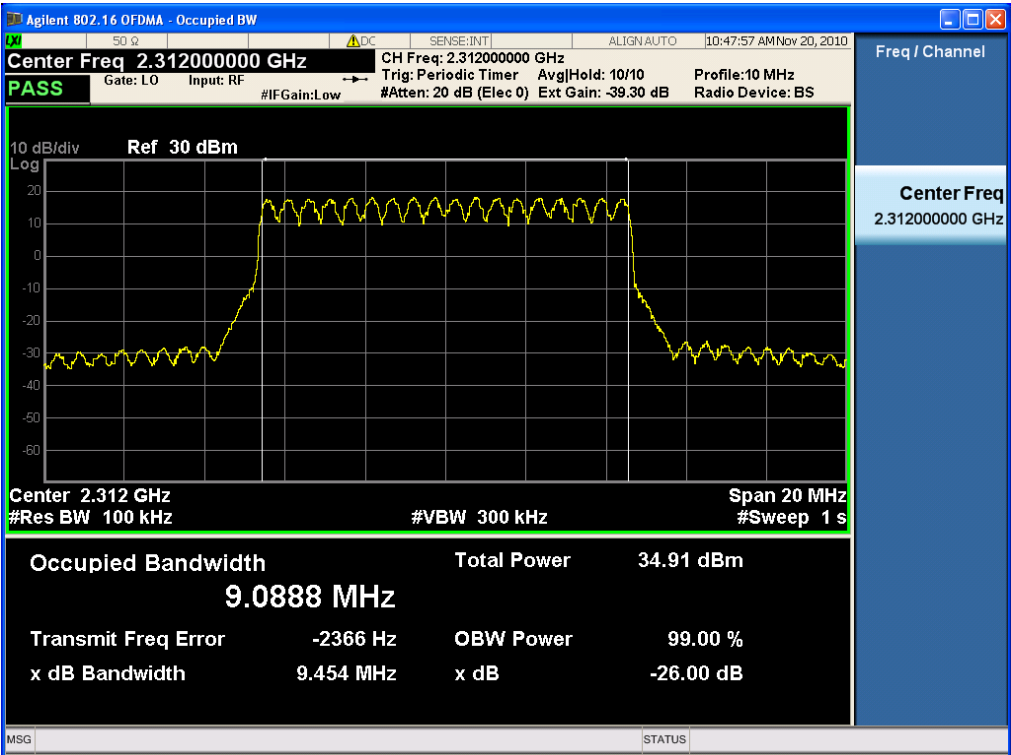 Agilent 802.16 OFDMA - Occupied BW
LXI 50 Ω DC SENSE:INT ALIGN AUTO 10:47:57 AM Nov 20, 2010
Center Freq 2.312000000 GHz
CH Freq: 2.312000000 GHz
Gate: LO Input: RF
Trig: Periodic Timer Avg|Hold: 10/10 Profile:10 MHz
PASS
#IFGain:Low
#Atten: 20 dB (Elec 0) Ext Gain: -39.30 dB Radio Device: BS
Freq / Channel
Center Freq
2.312000000 GHz
10 dB/div Ref 30 dBm
Log
20
10
0
-10
-20
-30
-40
-50
-60
Center 2.312 GHz Span 20 MHz
#Res BW 100 kHz #VBW 300 kHz #Sweep 1 s
Occupied Bandwidth Total Power 34.91 dBm
9.0888 MHz
Transmit Freq Error -2366 Hz OBW Power 99.00 %
x dB Bandwidth 9.454 MHz x dB -26.00 dB
MSG STATUS